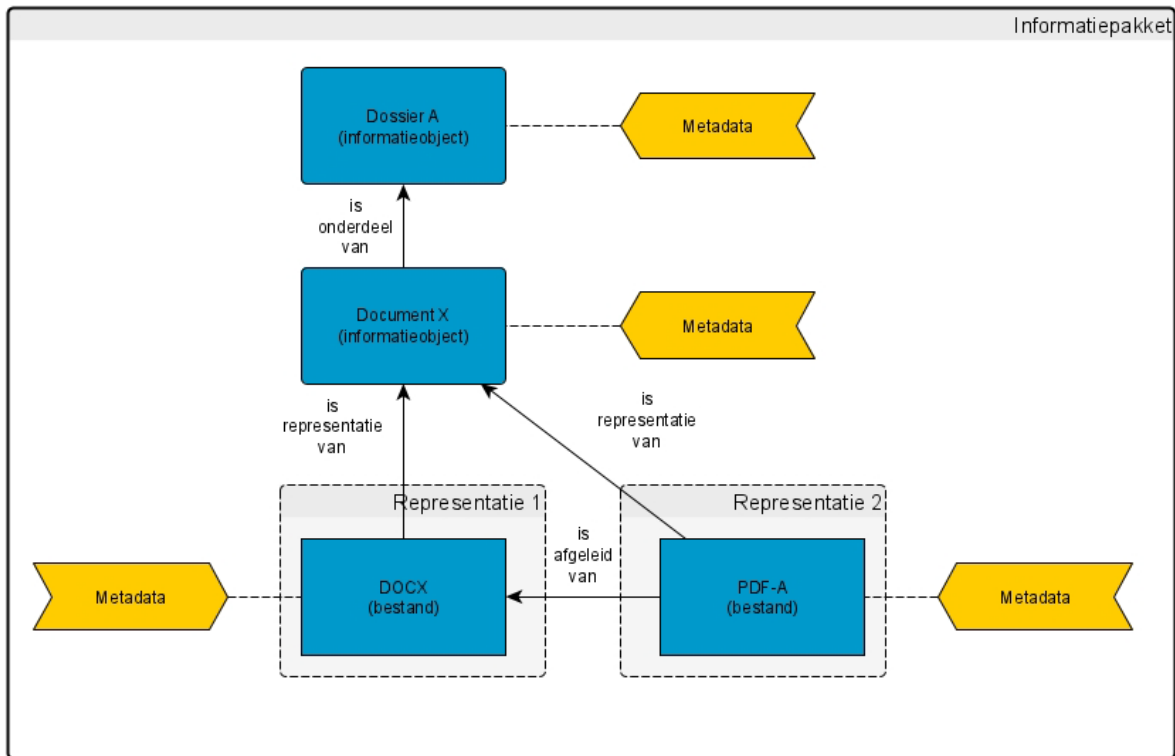 Informatiepakket
Dossier A
(informatieobject)
Metadata
is
onderdeel
van
Document X
(informatieobject)
Metadata
is
representatie
van
is
representatie
van
Representatie 1
Representatie 2
is
afgeleid
van
Metadata
DOCX
(bestand)
PDF-A
(bestand)
Metadata